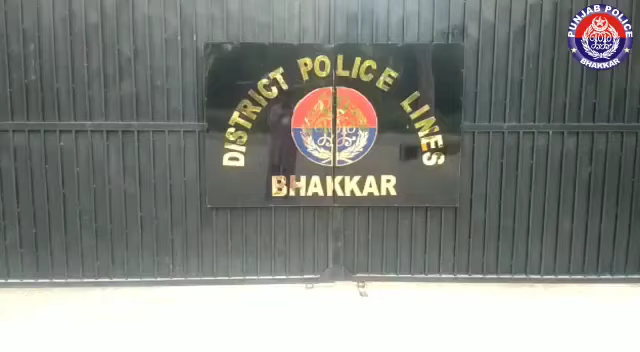 DISTRICT POLICE LINES
BHAKKAR
PUNJAB POLICE
BHAKKAR